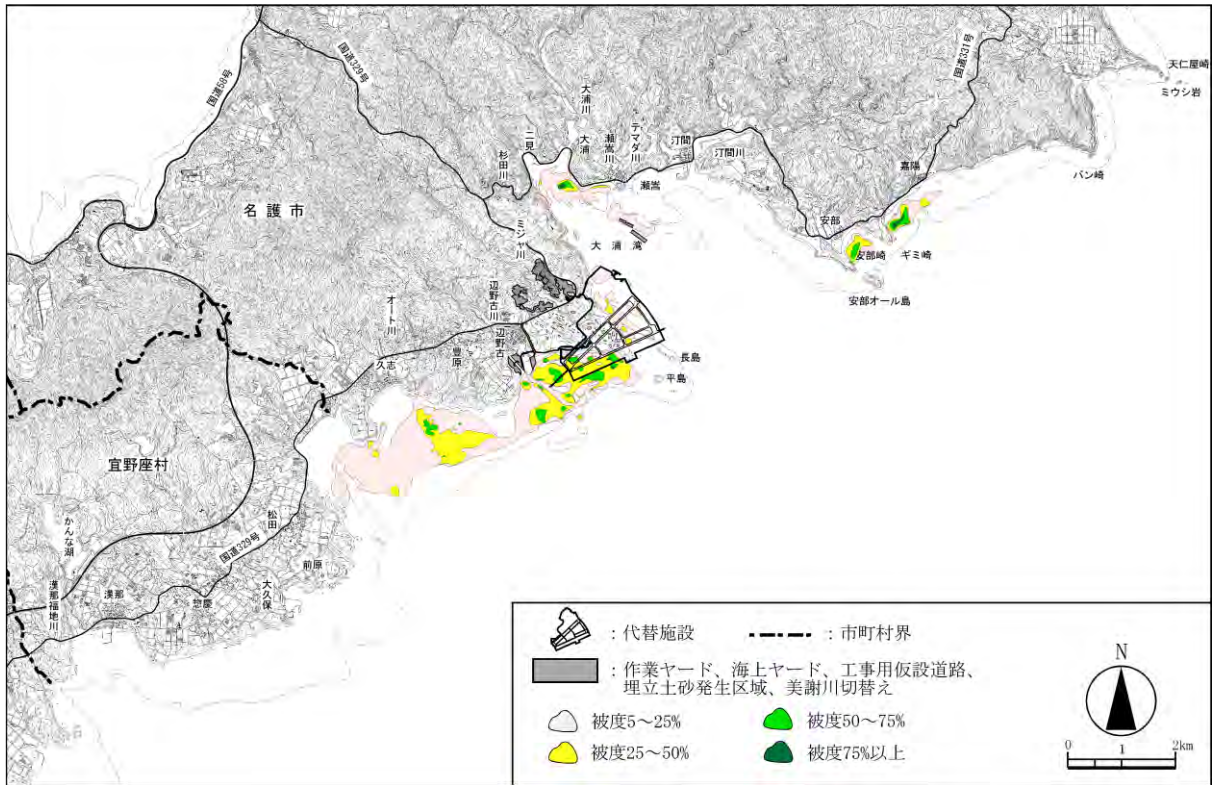 国道58号
国道329号
国道331号
天仁屋崎
ミウシ岩
バン崎
大浦川
二見
大浦
瀬嵩川
テマダ川
汀間
汀間川
杉田川
瀬嵩
嘉陽
名護市
ミジャ川
大浦湾
安部
安部崎
ギミ崎
安部オール島
辺野古川
オート川
辺野古
豊原
久志
長島
平島
宜野座村
かんな湖
松田
国道329号
前原
漢那福地川
漢那
惣慶
大久保
:代替施設
:市町村界
:作業ヤード、海上ヤード、工事用仮設道路、
埋立土砂発生区域、美謝川切替え
被度5~25%
被度50~75%
被度25~50%
被度75%以上
N
0 1 2km